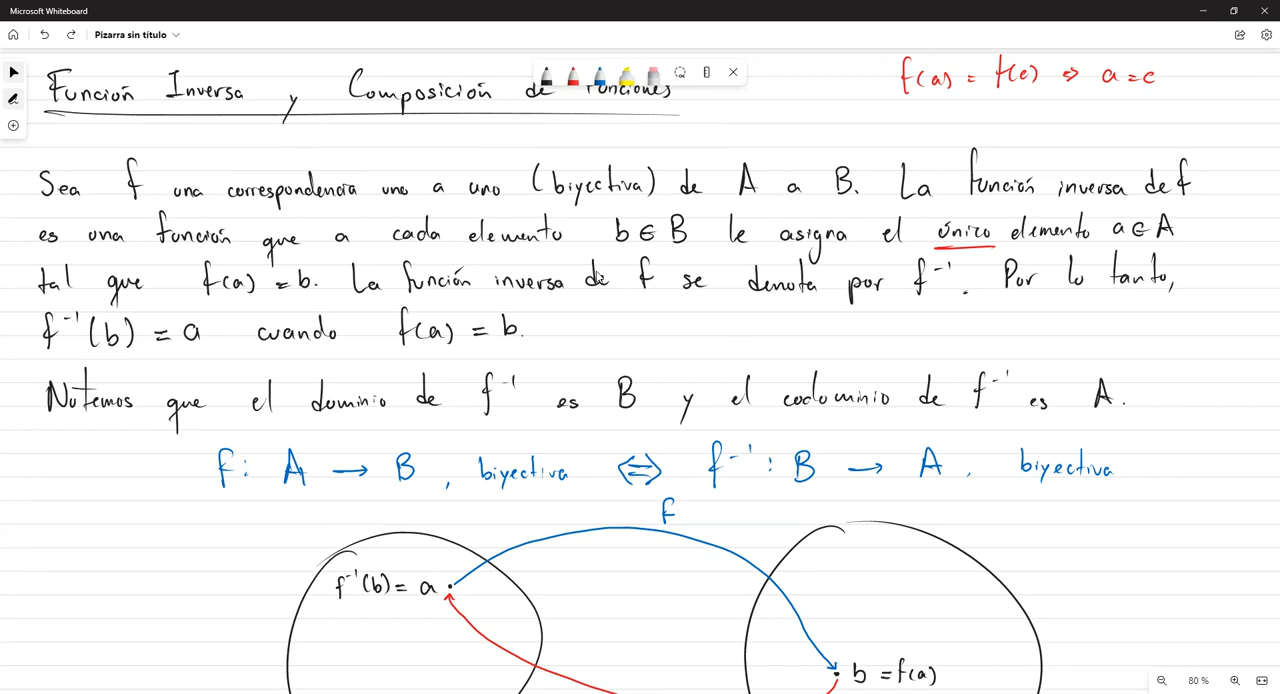 Microsoft Whiteboard
Pizarra sin título
f(a) = f(c) => a = c
Función Inversa y Composición de Funciones
Sea f una correspondencia uno a uno (biyectiva) de A a B. La función inversa de f
es una función que a cada elemento b ∈ B le asigna el único elemento a ∈ A
tal que f(a) = b. La función inversa de f se denota por f⁻¹. Por lo tanto,
f⁻¹(b) = a cuando f(a) = b.
Notemos que el dominio de f⁻¹ es B y el codominio de f⁻¹ es A.
f: A → B, biyectiva ⇔ f⁻¹: B → A, biyectiva
f
f⁻¹(b) = a
b = f(a)
80 %